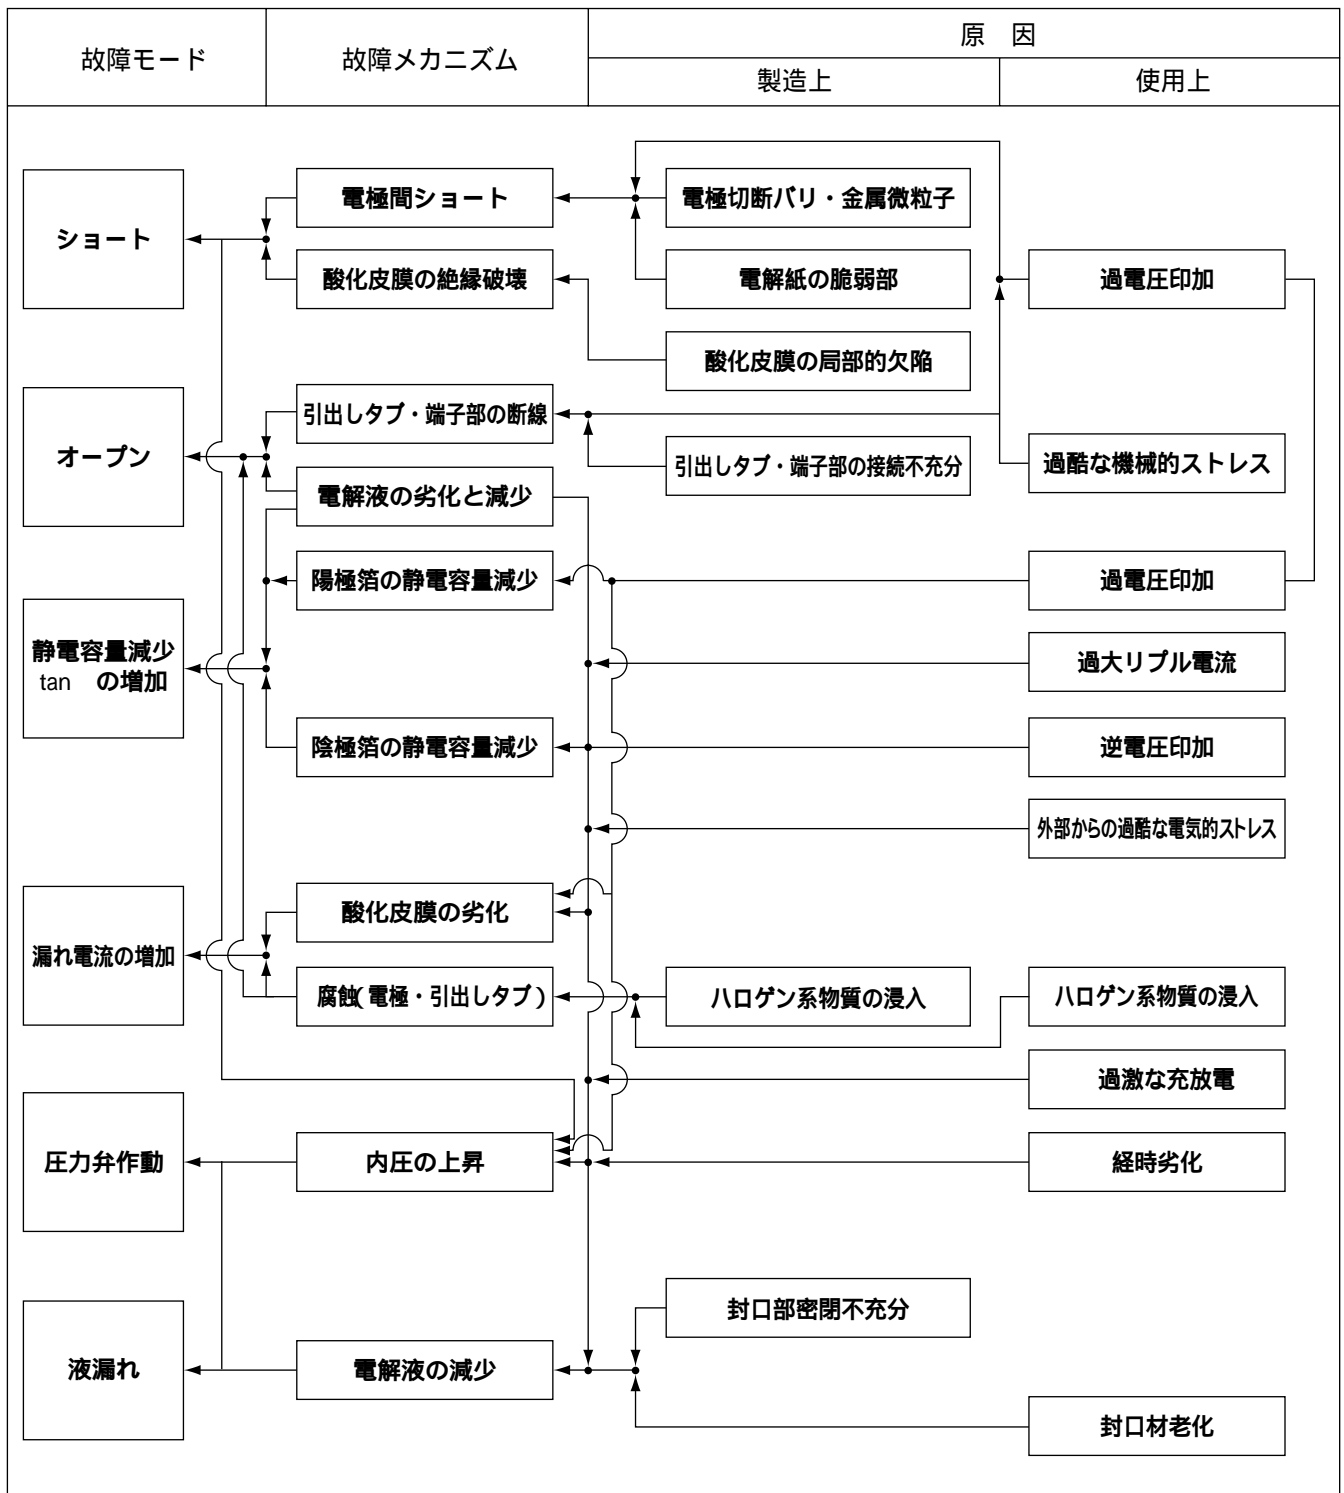 故障モード
故障メカニズム
原 因
製造上
使用上
ショート
電極間ショート
電極切断バリ・金属微粒子
酸化皮膜の絶縁破壊
電解紙の脆弱部
過電圧印加
酸化皮膜の局部的欠陥
オープン
引出しタブ・端子部の断線
引出しタブ・端子部の接続不充分
過酷な機械的ストレス
電解液の劣化と減少
陽極箔の静電容量減少
過電圧印加
静電容量減少
tan の増加
過大リプル電流
陰極箔の静電容量減少
逆電圧印加
外部からの過酷な電気的ストレス
漏れ電流の増加
酸化皮膜の劣化
腐蝕(電極・引出しタブ)
ハロゲン系物質の浸入
ハロゲン系物質の浸入
過激な充放電
圧力弁作動
内圧の上昇
経時劣化
封口部密閉不充分
液漏れ
電解液の減少
封口材老化